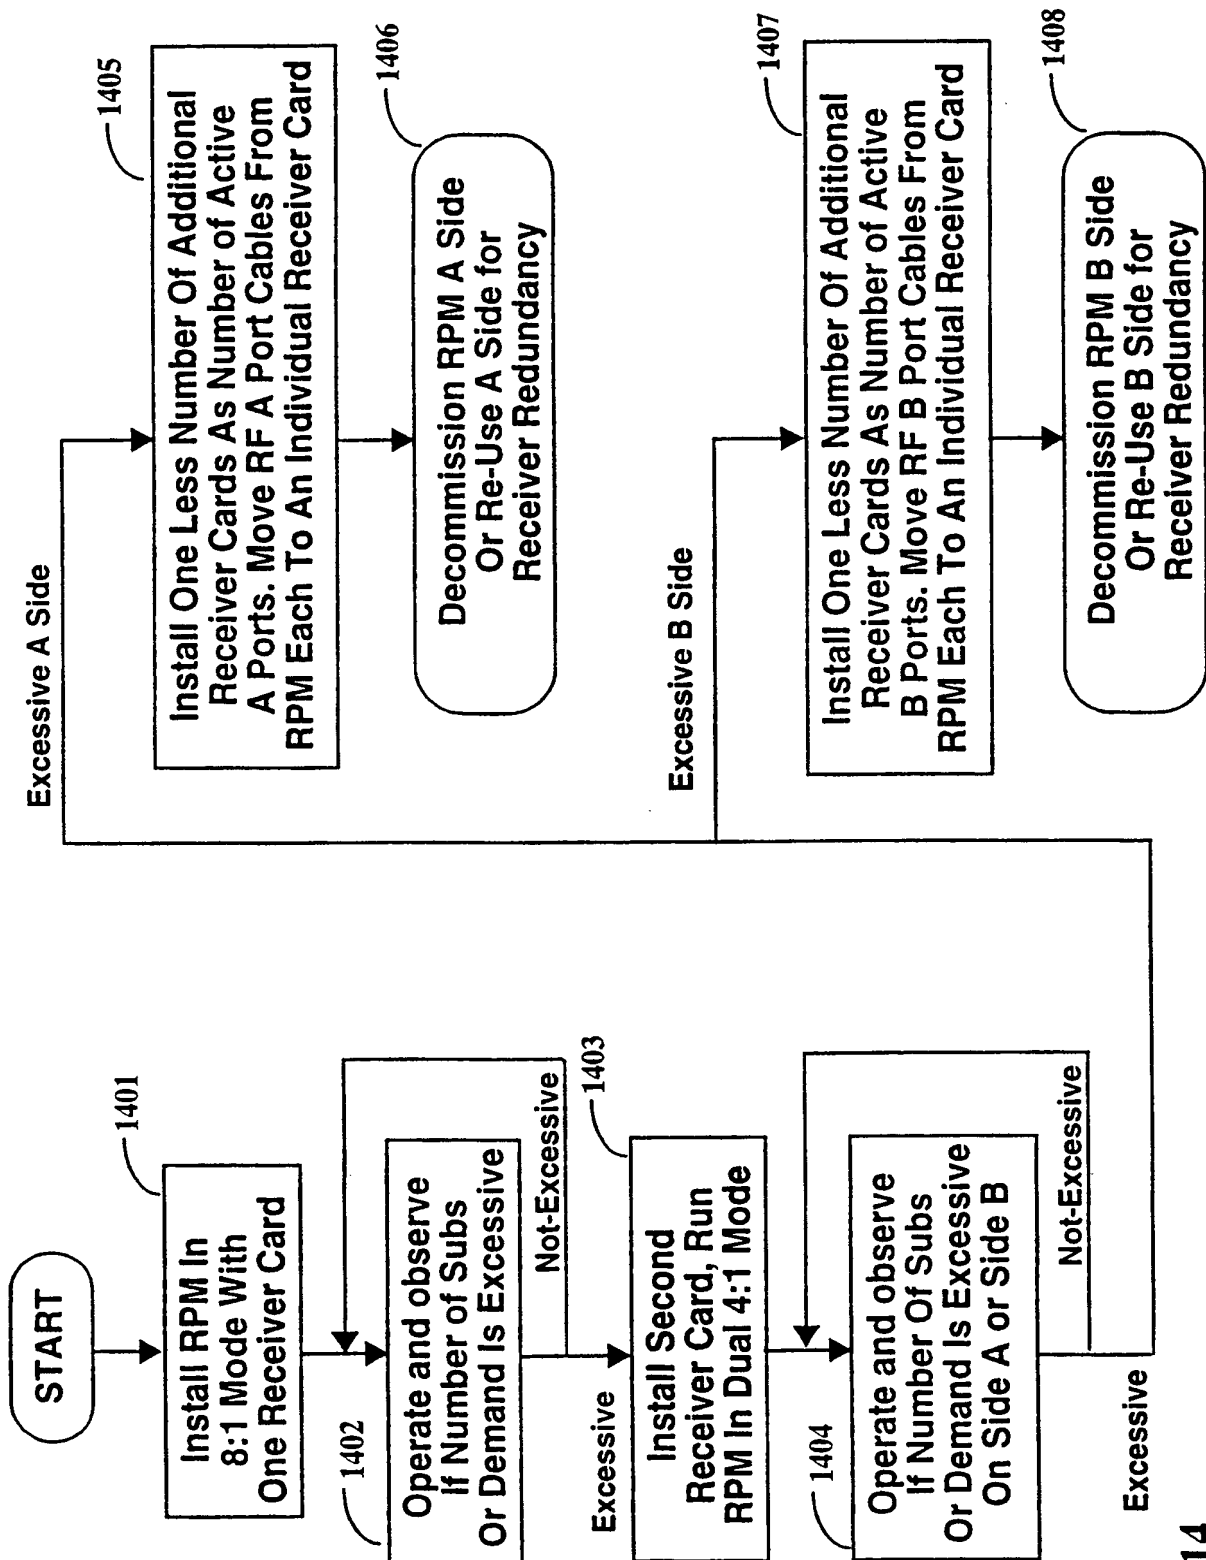 START
1401
Install RPM In
8:1 Mode With
One Receiver Card
1402
Operate and observe
If Number of Subs
Or Demand Is Excessive
Not-Excessive
Excessive
1403
Install Second
Receiver Card, Run
RPM In Dual 4:1 Mode
1404
Operate and observe
If Number Of Subs
Or Demand Is Excessive
On Side A or Side B
Not-Excessive
Excessive
Excessive A Side
1405
Install One Less Number Of Additional
Receiver Cards As Number of Active
A Ports. Move RF A Port Cables From
RPM Each To An Individual Receiver Card
1406
Decommission RPM A Side
Or Re-Use A Side for
Receiver Redundancy
Excessive B Side
1407
Install One Less Number Of Additional
Receiver Cards As Number of Active
B Ports. Move RF B Port Cables From
RPM Each To An Individual Receiver Card
1408
Decommission RPM B Side
Or Re-Use B Side for
Receiver Redundancy
14